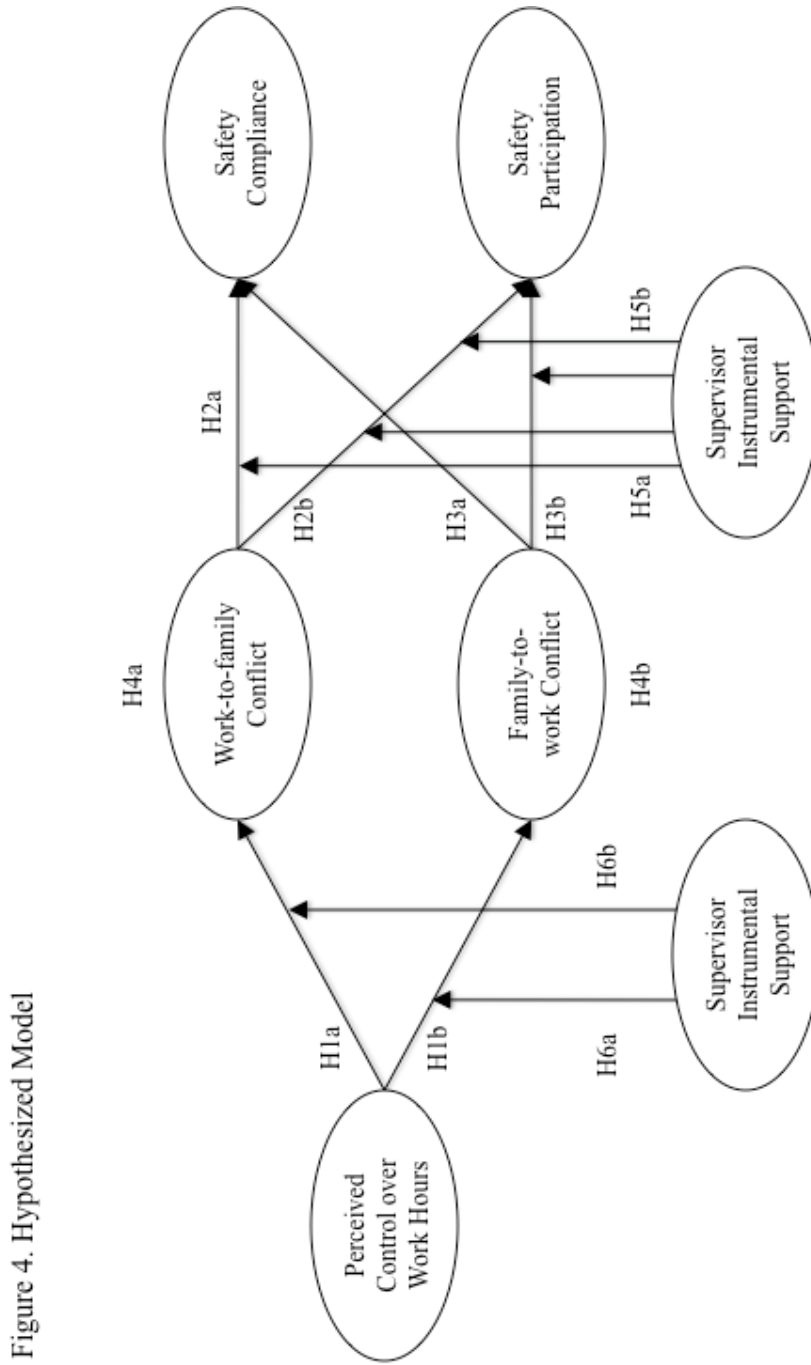 Figure 4. Hypothesized Model
Perceived
Control over
Work Hours
H1a
H1b
H6a
H6b
Supervisor
Instrumental
Support
H4a
Work-to-family
Conflict
Family-to-
work Conflict
H4b
H2a
H2b
H3a
H3b
H5a
H5b
Supervisor
Instrumental
Support
Safety
Compliance
Safety
Participation